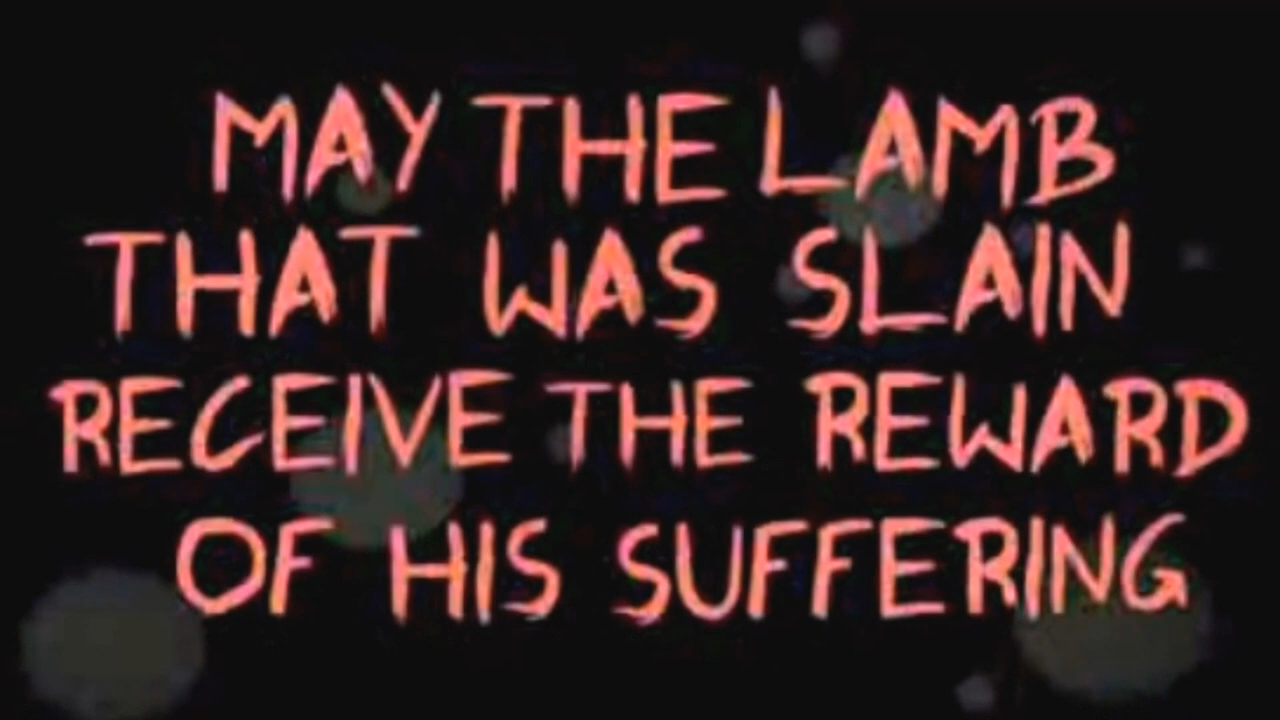 MAY THE LAMB
THAT WAS SLAIN
RECEIVE THE REWARD
OF HIS SUFFERING